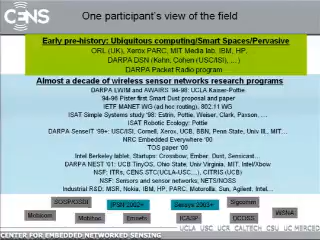 CENS
One participant's view of the field
Early pre-history: Ubiquitous computing/Smart Spaces/Pervasive
ORL (UK), Xerox PARC, MIT Media lab, IBM, HP,
DARPA DSN (Kahn, Cohen (USC/ISI), …)
DARPA Packet Radio program
Almost a decade of wireless sensor networks research programs
DARPA LWIM and AWAIRS '94-98: UCLA Kaiser-Pottie
94-96 Pister first Smart Dust proposal and paper
IETF MANET WG (ad hoc routing), 802.11 WG
ISAT Simple Systems study '98: Estrin, Pottie, Weiser, Clark, Paxson, …
ISAT Robotic Ecology: Pottie
DARPA SenseIT '99+: USC/ISI, Cornell, Xerox, UCB, BBN, Penn State, Univ Ill, MIT…
NRC Embedded Everywhere '00
TOS paper '00
Intel Berkeley tablet, Startups: Crossbow, Ember, Dust, Sensicast…
DARPA NEST '01: UCB TinyOS, Ohio State, Univ Virginia, MIT, Intel/Xbow
NSF: ITRs, CENS STC(UCLA-USC…), CITRIS (UCB)
NSF: Sensors and sensor networks, NETS/NOSS
Industrial R&D: MSR, Nokia, IBM, HP, PARC, Motorola, Sun, Agilent, Intel…
SOSP/OSDI
IPSN 2002+
Sensys 2003+
Sigcomm
Mobicom
Mobihoc
Emnets
ICASP
DCOSS
WSNA
UCLA USC UCR CALTECH CSU UC MERCED
CENTER FOR EMBEDDED NETWORKED SENSING